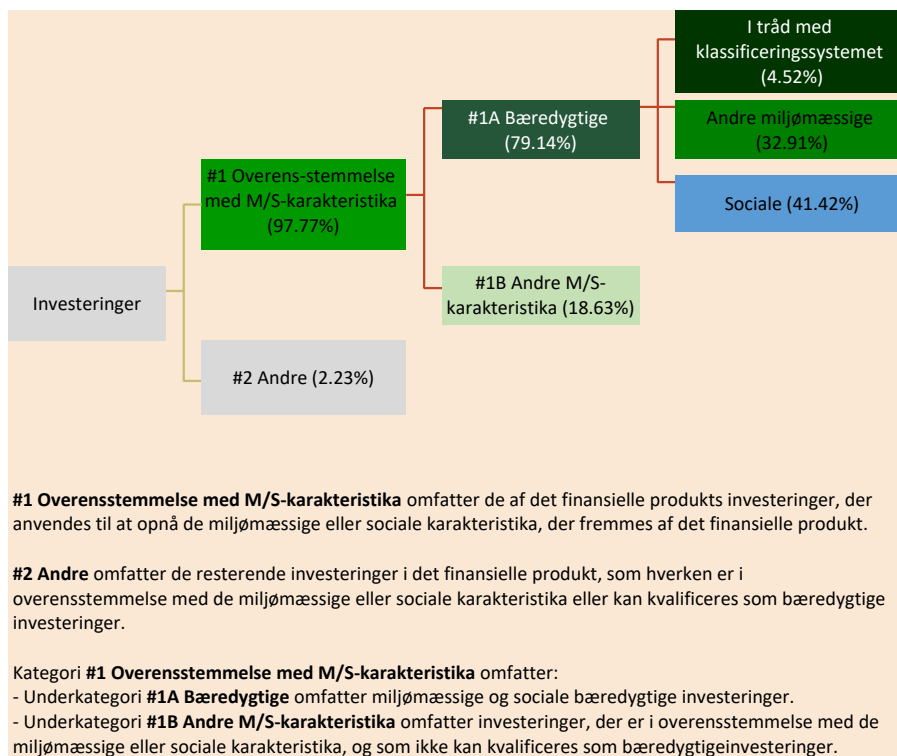 I tråd med
klassificeringssystemet
(4.52%)
#1A Bæredygtige
(79.14%)
Andre miljømæssige
(32.91%)
#1 Overens-stemmelse
med M/S-karakteristika
(97.77%)
Sociale (41.42%)
Investeringer
#1B Andre M/S-
karakteristika (18.63%)
#2 Andre (2.23%)
#1 Overensstemmelse med M/S-karakteristika omfatter de af det finansielle produkts investeringer, der
anvendes til at opnå de miljømæssige eller sociale karakteristika, der fremmes af det finansielle produkt.
#2 Andre omfatter de resterende investeringer i det finansielle produkt, som hverken er i
overensstemmelse med de miljømæssige eller sociale karakteristika eller kan kvalificeres som bæredygtige
investeringer.
Kategori #1 Overensstemmelse med M/S-karakteristika omfatter:
- Underkategori #1A Bæredygtige omfatter miljømæssige og sociale bæredygtige investeringer.
- Underkategori #1B Andre M/S-karakteristika omfatter investeringer, der er i overensstemmelse med de
miljømæssige eller sociale karakteristika, og som ikke kan kvalificeres som bæredygtigeinvesteringer.